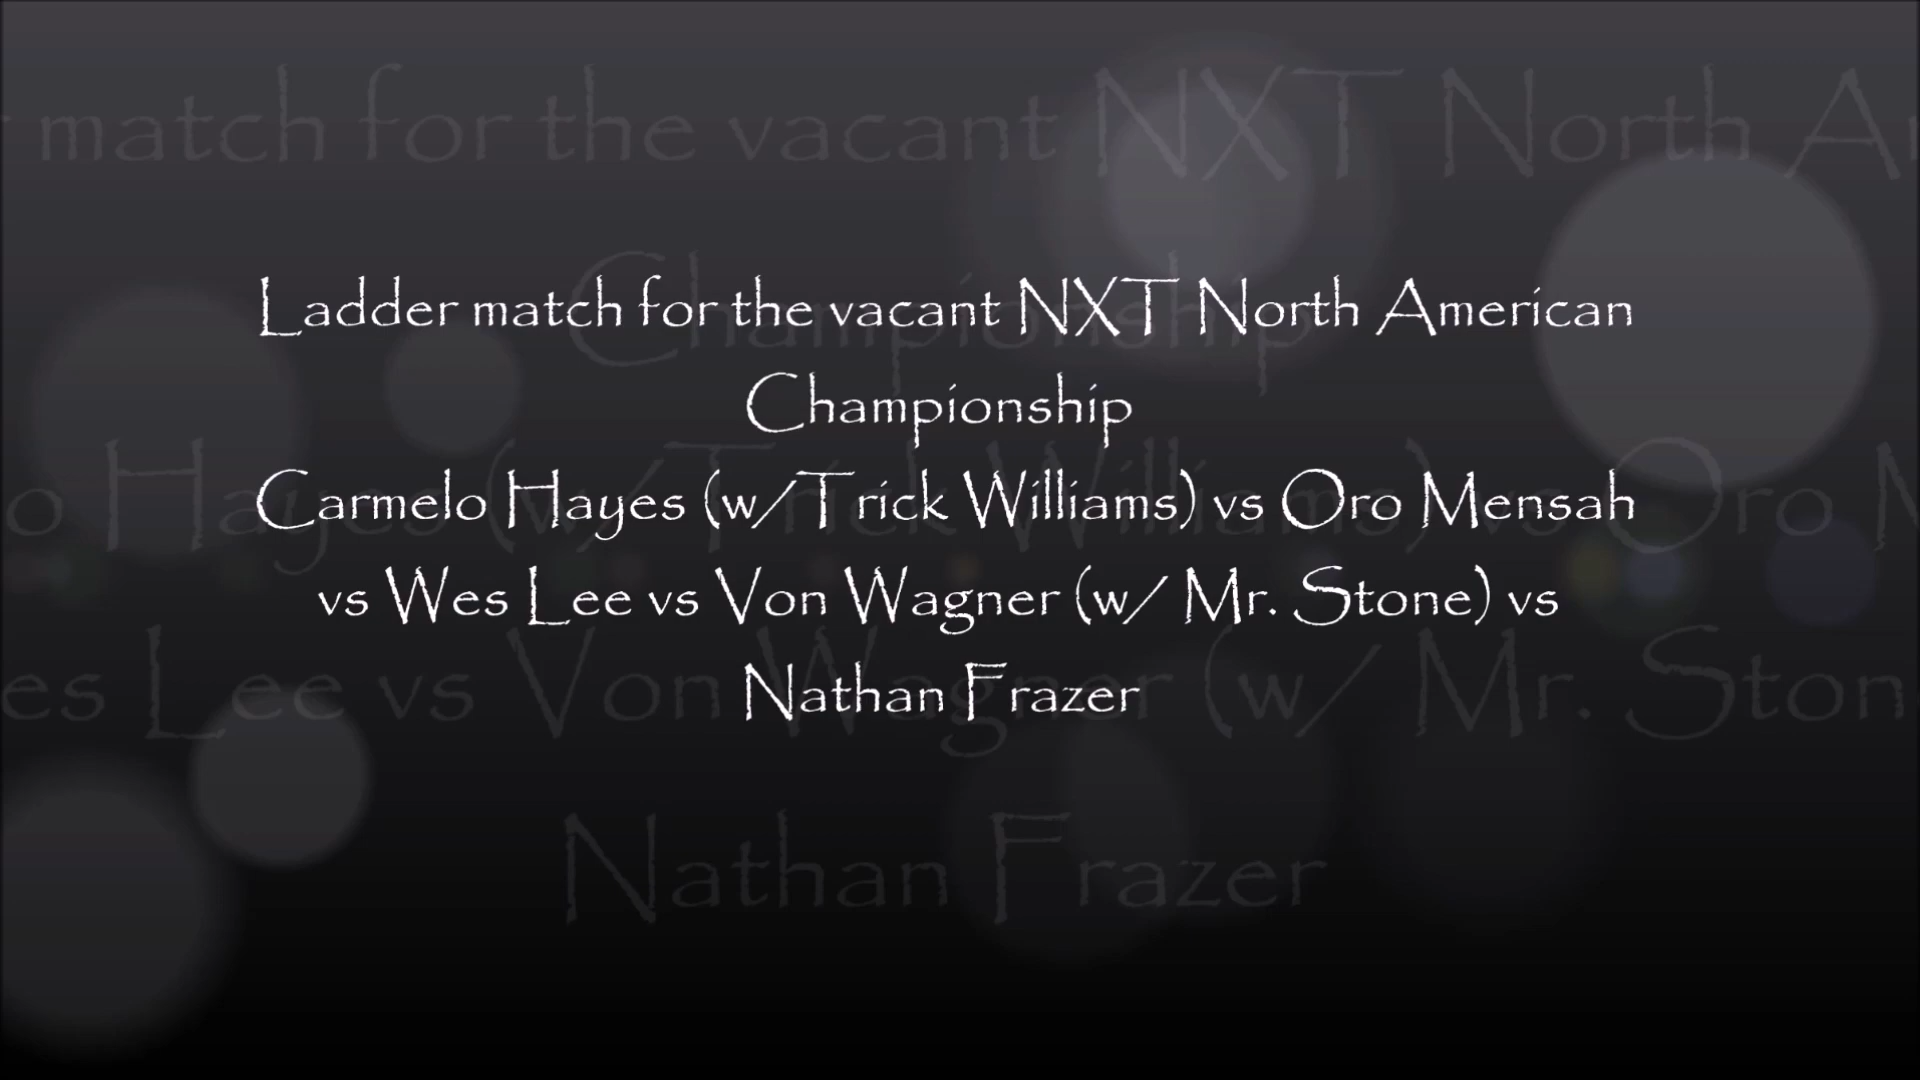 Ladder match for the vacant NXT North American
Championship
Carmelo Hayes (w/Trick Williams) vs Oro Mensah
vs Wes Lee vs Von Wagner (w/ Mr. Stone) vs
Nathan Frazer